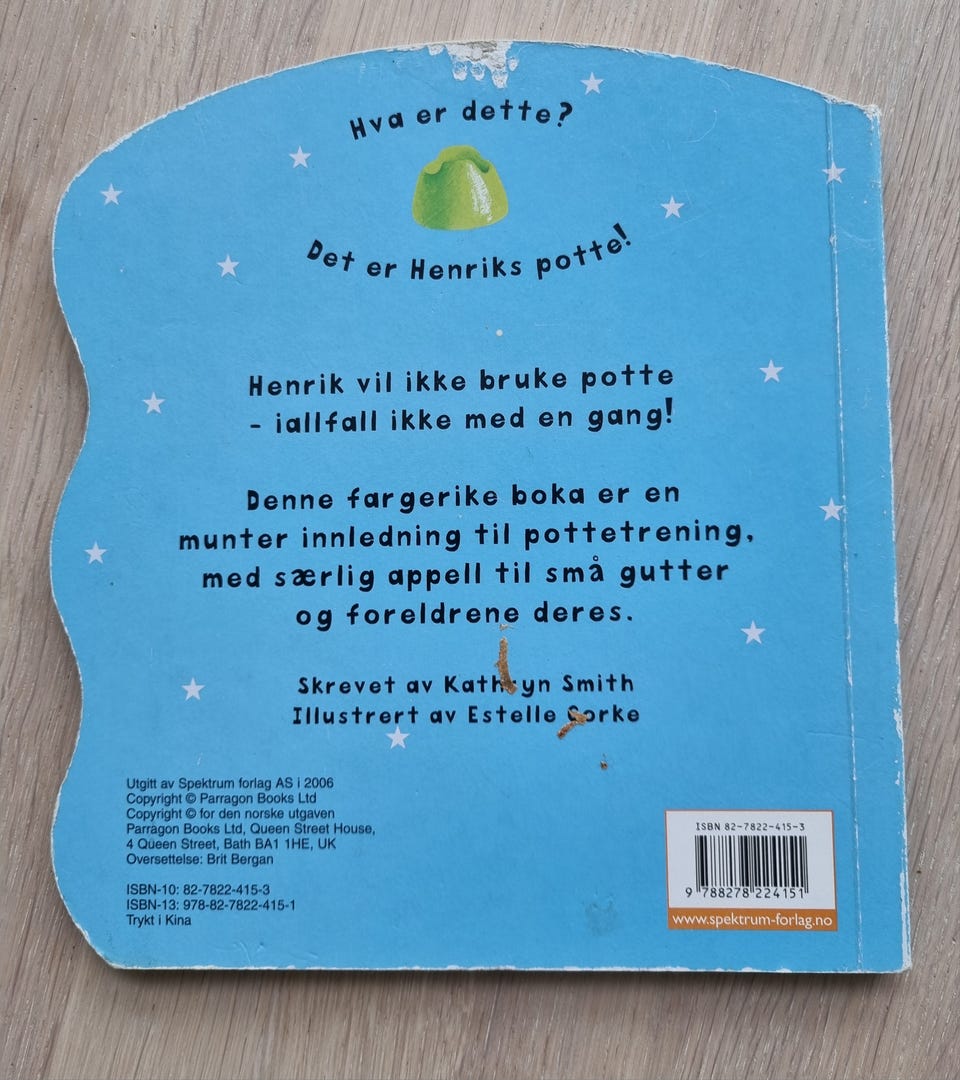 Hva er dette?
Det er Henriks potte!
Henrik vil ikke bruke potte
- iallfall ikke med en gang!
Denne fargerike boka er en
munter innledning til pottetrening,
med særlig appell til små gutter
og foreldrene deres.
Skrevet av Kathryn Smith
Illustrert av Estelle Corke
Utgitt av Spektrum forlag AS i 2006
Copyright © Parragon Books Ltd
Copyright © for den norske utgaven
Parragon Books Ltd, Queen Street House,
4 Queen Street, Bath BA1 1HE, UK
Oversettelse: Brit Bergan
ISBN-10: 82-7822-415-3
ISBN-13: 978-82-7822-415-1
Trykt i Kina
ISBN 82-7822-415-3
9 788278 224151
www.spektrum-forlag.no